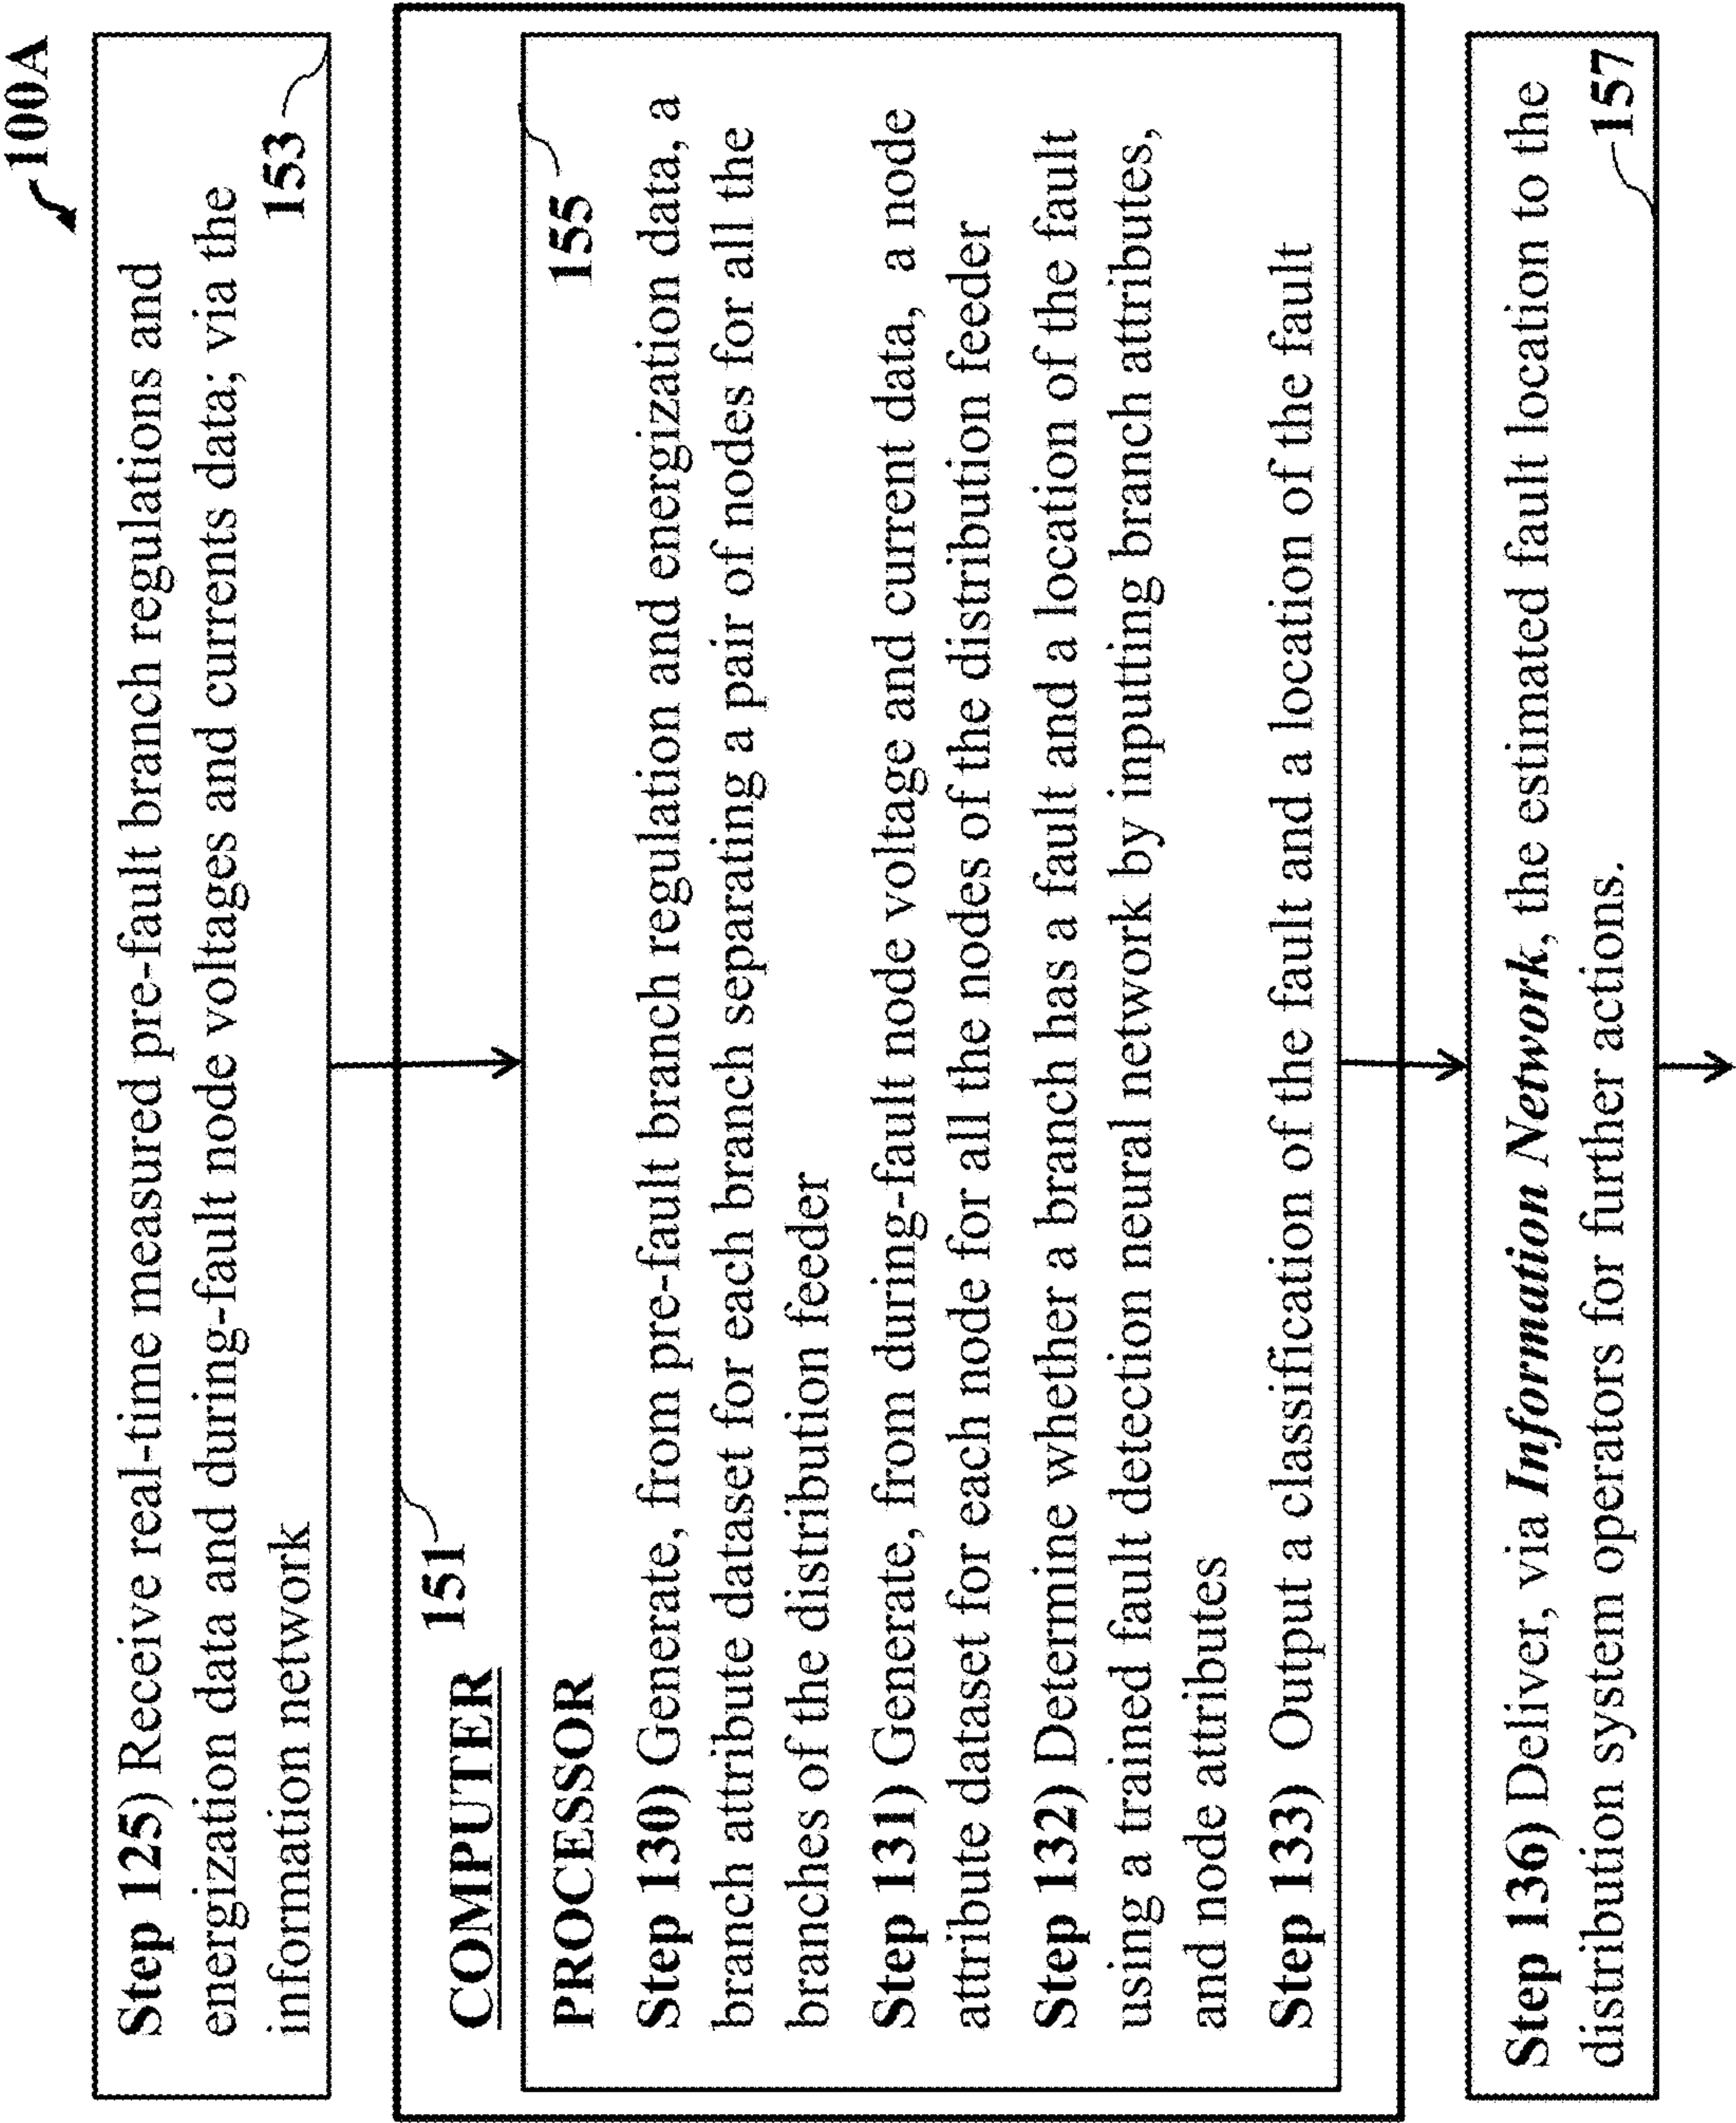 100A
Step 125) Receive real-time measured pre-fault branch regulations and
energization data and during-fault node voltages and currents data; via the
information network
153
COMPUTER
151
PROCESSOR
155
Step 130) Generate, from pre-fault branch regulation and energization data, a
branch attribute dataset for each branch separating a pair of nodes for all the
branches of the distribution feeder
Step 131) Generate, from during-fault node voltage and current data, a node
attribute dataset for each node for all the nodes of the distribution feeder
Step 132) Determine whether a branch has a fault and a location of the fault
using a trained fault detection neural network by inputting branch attributes,
and node attributes
Step 133) Output a classification of the fault and a location of the fault
Step 136) Deliver, via Information Network, the estimated fault location to the
distribution system operators for further actions.
157